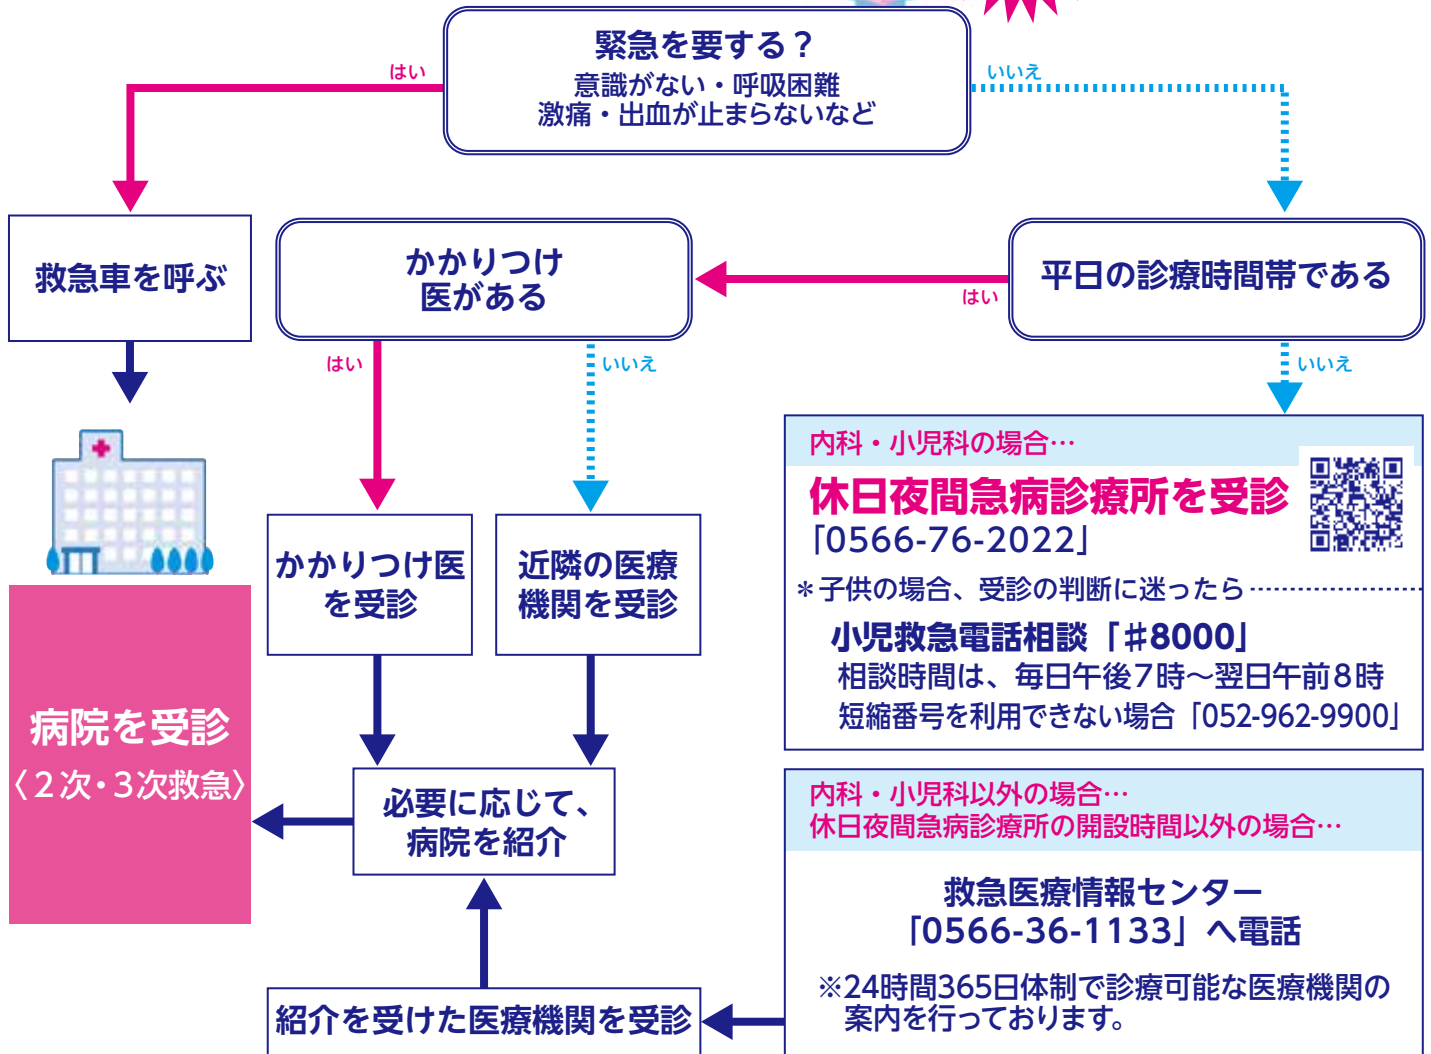 緊急を要する？
意識がない・呼吸困難
激痛・出血が止まらないなど
はい
いいえ
救急車を呼ぶ
かかりつけ
医がある
平日の診療時間帯である
はい
はい
いいえ
いいえ
内科・小児科の場合…
休日夜間急病診療所を受診
「0566-76-2022」
＊子供の場合、受診の判断に迷ったら
小児救急電話相談「♯8000」
相談時間は、毎日午後７時～翌日午前８時
短縮番号を利用できない場合「052-962-9900」
かかりつけ医
を受診
近隣の医療
機関を受診
病院を受診
〈２次・３次救急〉
必要に応じて、
病院を紹介
内科・小児科以外の場合…
休日夜間急病診療所の開設時間以外の場合…
救急医療情報センター
「0566-36-1133」へ電話
※24時間365日体制で診療可能な医療機関の
案内を行っております。
紹介を受けた医療機関を受診